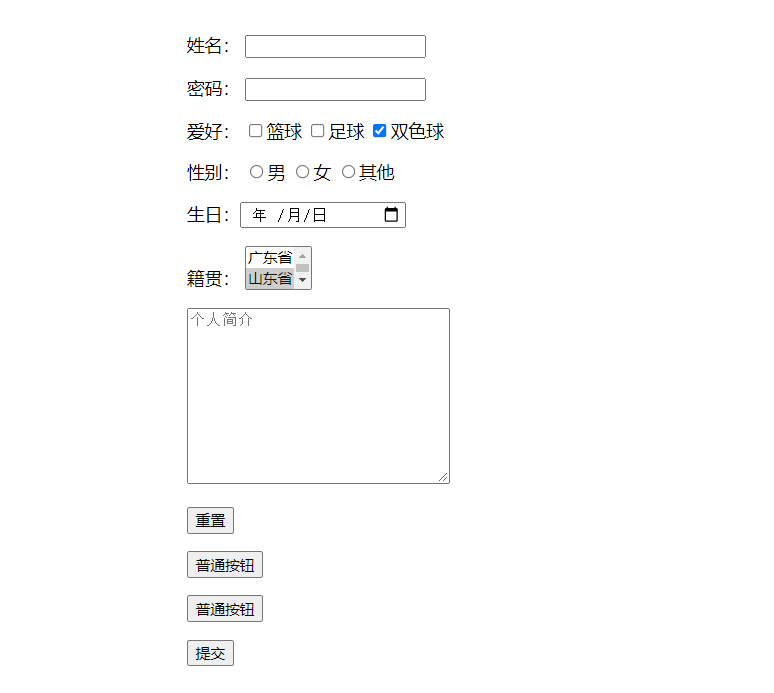 姓名：
密码：
爱好： 篮球 足球 双色球
性别： 男 女 其他
生日： 年 /月/日
籍贯： 广东省
山东省
个人简介
重置
普通按钮
普通按钮
提交